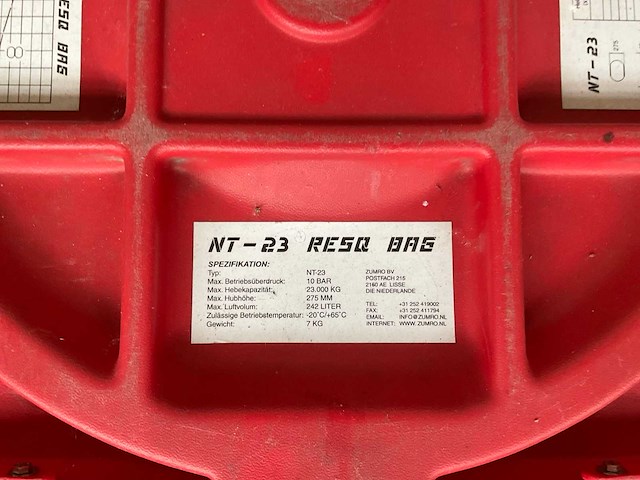 RESQ BAG
NT-23
275
NT-23 RESQ BAG
SPEZIFIKATION:
Typ: NT-23
Max. Betriebsüberdruck: 10 BAR
Max. Hebekapazität: 23.000 KG
Max. Hubhöhe: 275 MM
Max. Luftvolum: 242 LITER
Zulässige Betriebstemperatur: -20˚C/+65˚C
Gewicht: 7 KG
ZUMRO BV
POSTFACH 215
2160 AE LISSE
DIE NIEDERLANDE
TEL: +31 252 419002
FAX: +31 252 411794
EMAIL: INFO@ZUMRO.NL
INTERNET: WWW.ZUMRO.NL